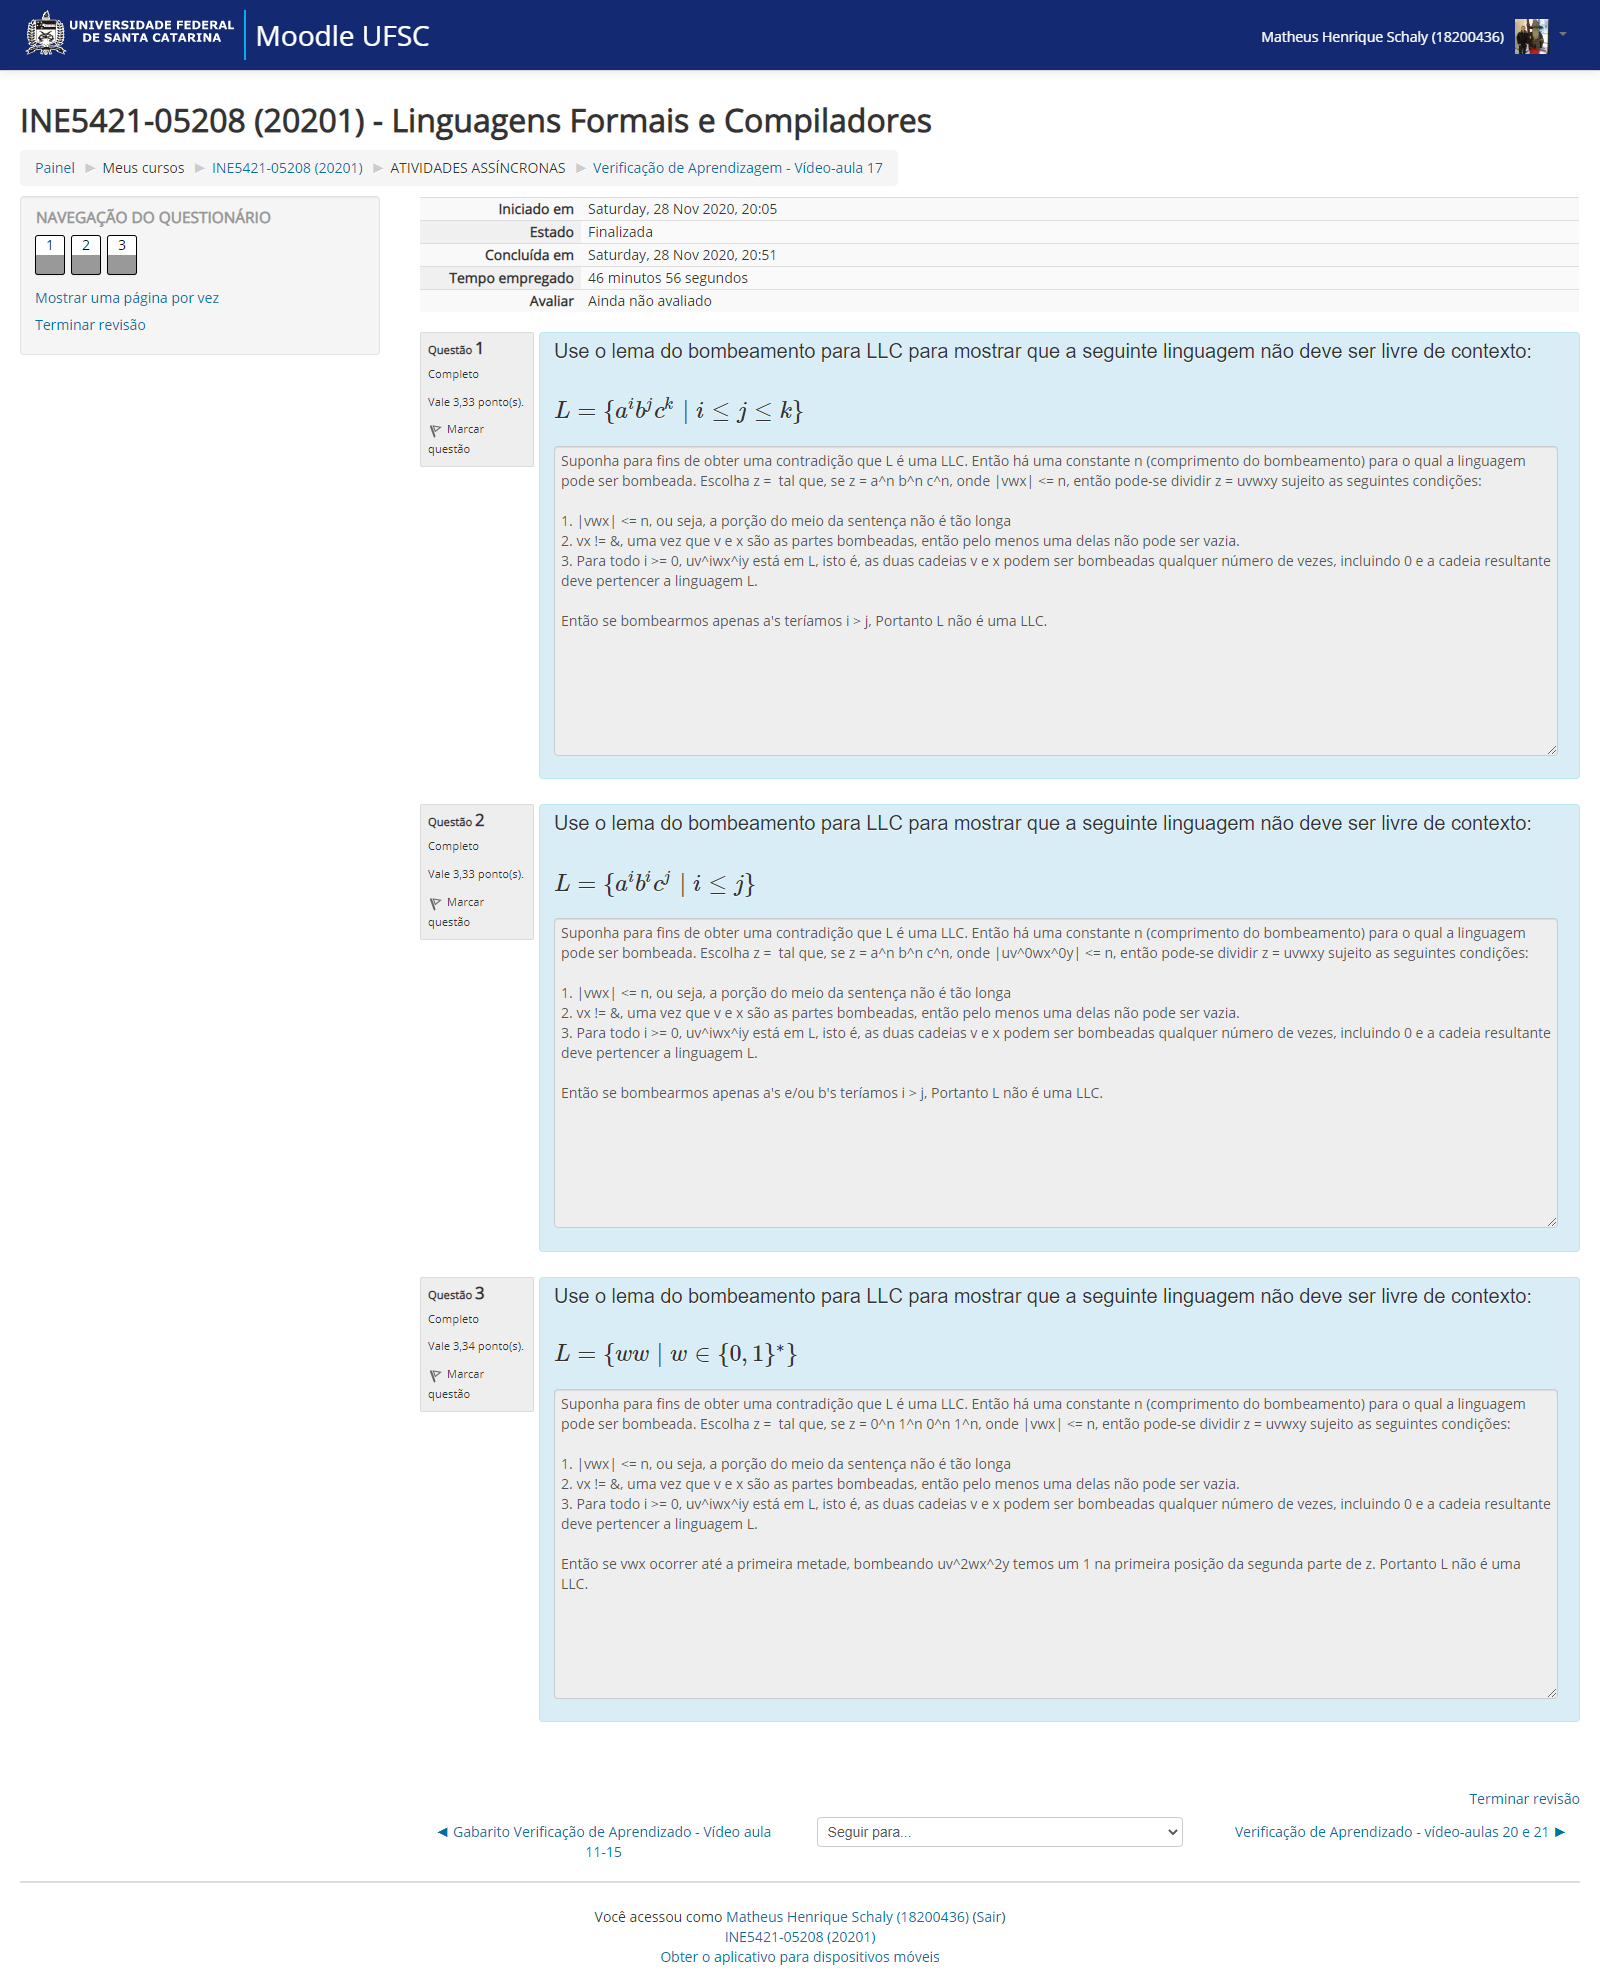 UNIVERSIDADE FEDERAL
DE SANTA CATARINA
Moodle UFSC
Matheus Henrique Schaly (18200436)
INE5421-05208 (20201) - Linguagens Formais e Compiladores
Painel ► Meus cursos ► INE5421-05208 (20201) ► ATIVIDADES ASSÍNCRONAS ► Verificação de Aprendizagem - Vídeo-aula 17
NAVEGAÇÃO DO QUESTIONÁRIO
1 2 3
Mostrar uma página por vez
Terminar revisão
Iniciado em Saturday, 28 Nov 2020, 20:05
Estado Finalizada
Concluída em Saturday, 28 Nov 2020, 20:51
Tempo empregado 46 minutos 56 segundos
Avaliar Ainda não avaliado
Questão 1
Completo
Vale 3,33 ponto(s).
Marcar
questão
Use o lema do bombeamento para LLC para mostrar que a seguinte linguagem não deve ser livre de contexto:
L = {a^i b^j c^k | i ≤ j ≤ k}
Suponha para fins de obter uma contradição que L é uma LLC. Então há uma constante n (comprimento do bombeamento) para o qual a linguagem
pode ser bombeada. Escolha z =  tal que, se z = a^n b^n c^n, onde |vwx| <= n, então pode-se dividir z = uvwxy sujeito as seguintes condições:
1. |vwx| <= n, ou seja, a porção do meio da sentença não é tão longa
2. vx != &, uma vez que v e x são as partes bombeadas, então pelo menos uma delas não pode ser vazia.
3. Para todo i >= 0, uv^iwx^iy está em L, isto é, as duas cadeias v e x podem ser bombeadas qualquer número de vezes, incluindo 0 e a cadeia resultante
deve pertencer a linguagem L.
Então se bombearmos apenas a's teríamos i > j, Portanto L não é uma LLC.
Questão 2
Completo
Vale 3,33 ponto(s).
Marcar
questão
Use o lema do bombeamento para LLC para mostrar que a seguinte linguagem não deve ser livre de contexto:
L = {a^i b^i c^j | i ≤ j}
Suponha para fins de obter uma contradição que L é uma LLC. Então há uma constante n (comprimento do bombeamento) para o qual a linguagem
pode ser bombeada. Escolha z =  tal que, se z = a^n b^n c^n, onde |uv^0wx^0y| <= n, então pode-se dividir z = uvwxy sujeito as seguintes condições:
1. |vwx| <= n, ou seja, a porção do meio da sentença não é tão longa
2. vx != &, uma vez que v e x são as partes bombeadas, então pelo menos uma delas não pode ser vazia.
3. Para todo i >= 0, uv^iwx^iy está em L, isto é, as duas cadeias v e x podem ser bombeadas qualquer número de vezes, incluindo 0 e a cadeia resultante
deve pertencer a linguagem L.
Então se bombearmos apenas a's e/ou b's teríamos i > j, Portanto L não é uma LLC.
Questão 3
Completo
Vale 3,34 ponto(s).
Marcar
questão
Use o lema do bombeamento para LLC para mostrar que a seguinte linguagem não deve ser livre de contexto:
L = {ww | w ∈ {0, 1}*}
Suponha para fins de obter uma contradição que L é uma LLC. Então há uma constante n (comprimento do bombeamento) para o qual a linguagem
pode ser bombeada. Escolha z =  tal que, se z = 0^n 1^n 0^n 1^n, onde |vwx| <= n, então pode-se dividir z = uvwxy sujeito as seguintes condições:
1. |vwx| <= n, ou seja, a porção do meio da sentença não é tão longa
2. vx != &, uma vez que v e x são as partes bombeadas, então pelo menos uma delas não pode ser vazia.
3. Para todo i >= 0, uv^iwx^iy está em L, isto é, as duas cadeias v e x podem ser bombeadas qualquer número de vezes, incluindo 0 e a cadeia resultante
deve pertencer a linguagem L.
Então se vwx ocorrer até a primeira metade, bombeando uv^2wx^2y temos um 1 na primeira posição da segunda parte de z. Portanto L não é uma
LLC.
Terminar revisão
◄ Gabarito Verificação de Aprendizado - Vídeo aula
11-15
Seguir para...
Verificação de Aprendizado - vídeo-aulas 20 e 21 ►
Você acessou como Matheus Henrique Schaly (18200436) (Sair)
INE5421-05208 (20201)
Obter o aplicativo para dispositivos móveis